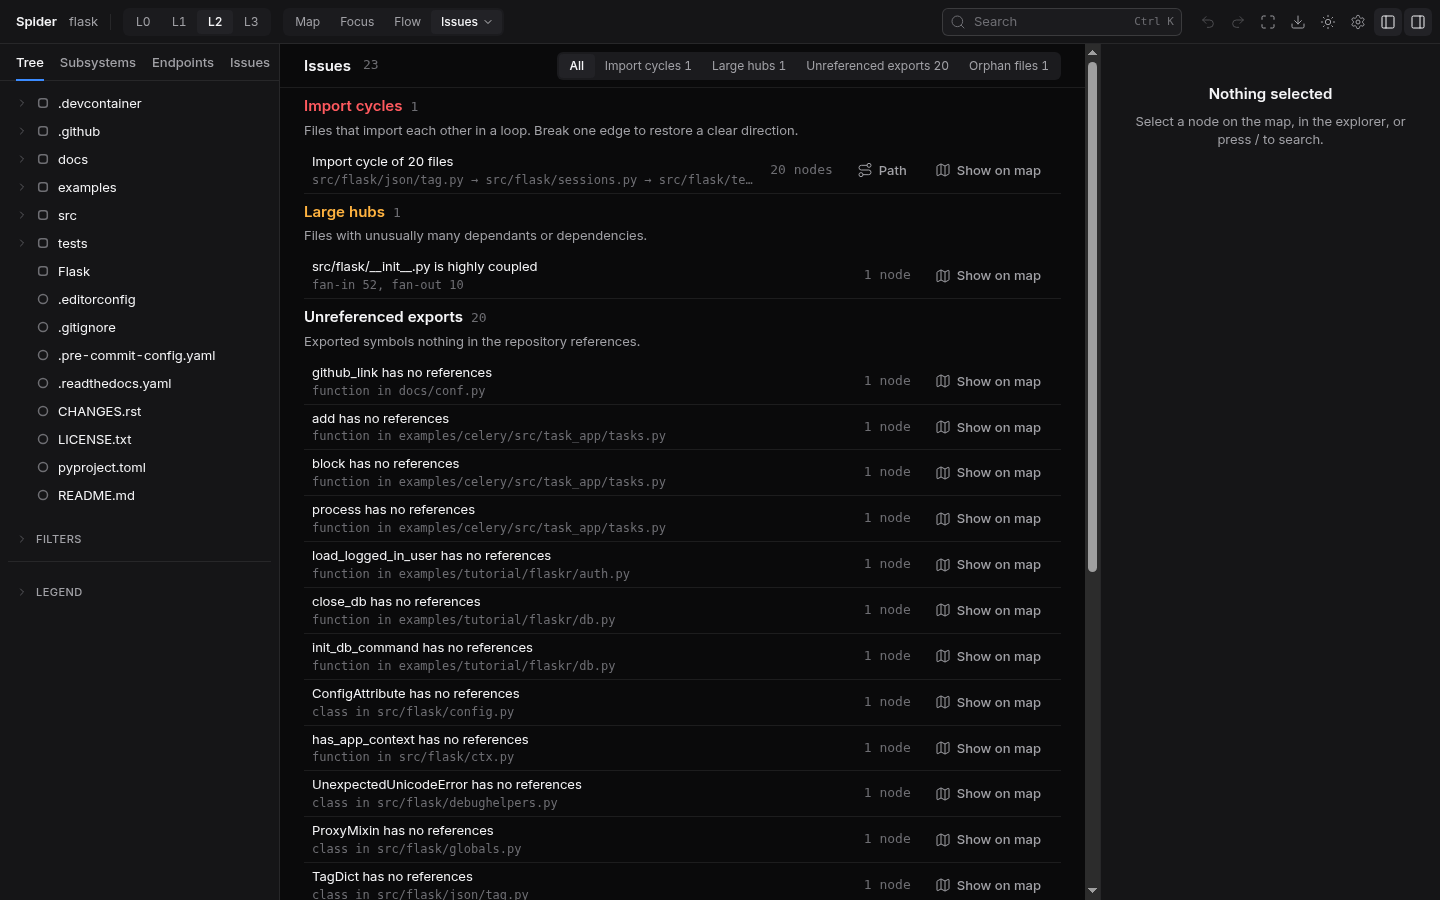 Spider flask L0 L1 L2 L3 Map Focus Flow Issues Search Ctrl K
Tree Subsystems Endpoints Issues
.devcontainer
.github
docs
examples
src
tests
Flask
.editorconfig
.gitignore
.pre-commit-config.yaml
.readthedocs.yaml
CHANGES.rst
LICENSE.txt
pyproject.toml
README.md
FILTERS
LEGEND
Issues 23 All Import cycles 1 Large hubs 1 Unreferenced exports 20 Orphan files 1
Import cycles 1
Files that import each other in a loop. Break one edge to restore a clear direction.
Import cycle of 20 files
src/flask/json/tag.py → src/flask/sessions.py → src/flask/te…
20 nodes Path Show on map
Large hubs 1
Files with unusually many dependants or dependencies.
src/flask/__init__.py is highly coupled
fan-in 52, fan-out 10
1 node Show on map
Unreferenced exports 20
Exported symbols nothing in the repository references.
github_link has no references
function in docs/conf.py
1 node Show on map
add has no references
function in examples/celery/src/task_app/tasks.py
1 node Show on map
block has no references
function in examples/celery/src/task_app/tasks.py
1 node Show on map
process has no references
function in examples/celery/src/task_app/tasks.py
1 node Show on map
load_logged_in_user has no references
function in examples/tutorial/flaskr/auth.py
1 node Show on map
close_db has no references
function in examples/tutorial/flaskr/db.py
1 node Show on map
init_db_command has no references
function in examples/tutorial/flaskr/db.py
1 node Show on map
ConfigAttribute has no references
class in src/flask/config.py
1 node Show on map
has_app_context has no references
function in src/flask/ctx.py
1 node Show on map
UnexpectedUnicodeError has no references
class in src/flask/debughelpers.py
1 node Show on map
ProxyMixin has no references
class in src/flask/globals.py
1 node Show on map
TagDict has no references
class in src/flask/json/tag.py
1 node Show on map
Nothing selected
Select a node on the map, in the explorer, or
press / to search.